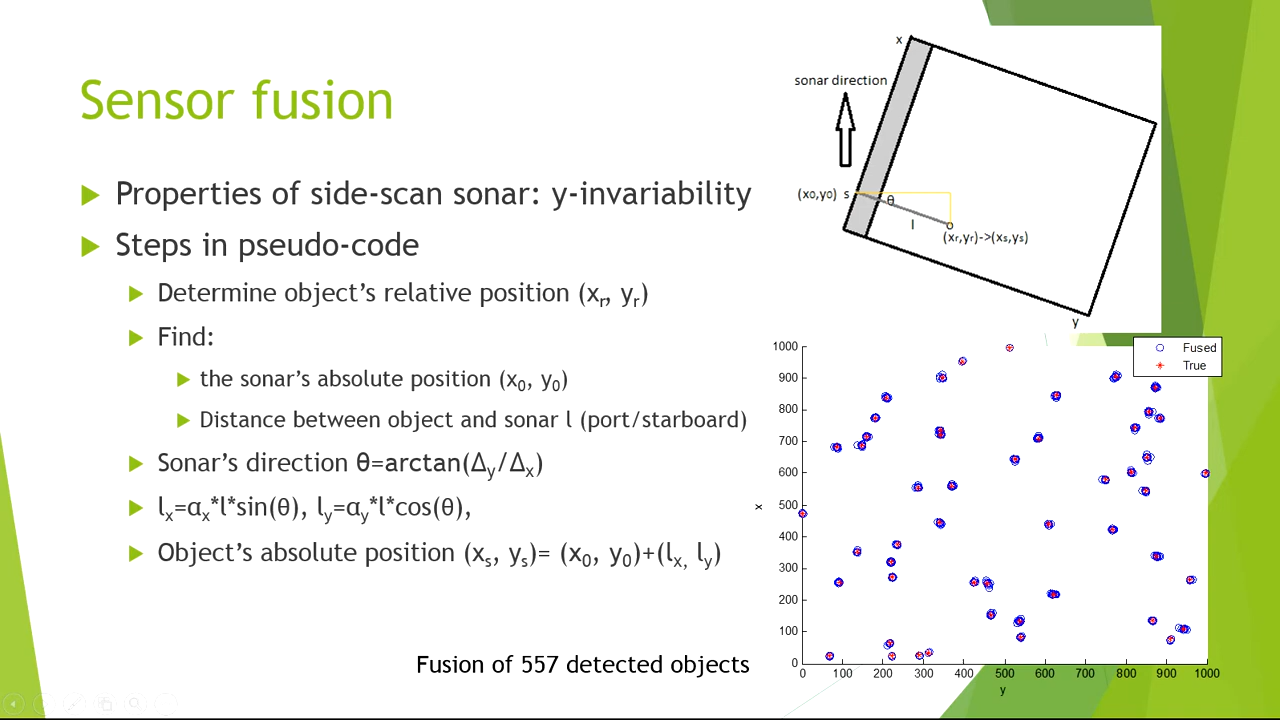 Sensor fusion
Properties of side-scan sonar: y-invariability
Steps in pseudo-code
Determine object's relative position (xr, yr)
Find:
the sonar's absolute position (x0, y0)
Distance between object and sonar l (port/starboard)
Sonar's direction θ=arctan(Δy/Δx)
lx=αx*l*sin(θ), ly=αy*l*cos(θ),
Object's absolute position (xs, ys)= (x0, y0)+(lx, ly)
Fusion of 557 detected objects
x
sonar direction
(x0,y0) s
θ
l
(xr,yr)->(xs,ys)
y
Fused
True
1000
900
800
700
600
500
400
300
200
100
0
x
0 100 200 300 400 500 600 700 800 900 1000
y